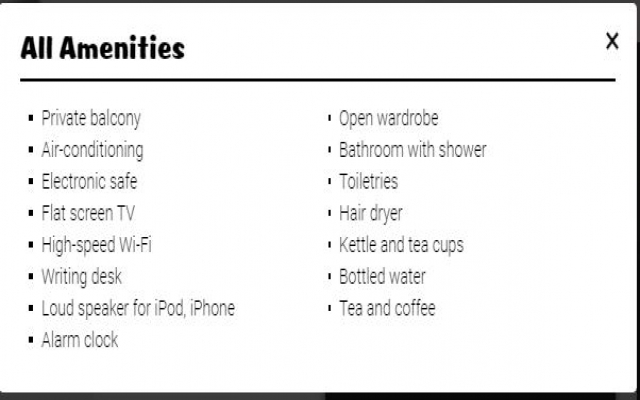 All Amenities
X
Private balcony
Air-conditioning
Electronic safe
Flat screen TV
High-speed Wi-Fi
Writing desk
Loud speaker for iPod, iPhone
Alarm clock
Open wardrobe
Bathroom with shower
Toiletries
Hair dryer
Kettle and tea cups
Bottled water
Tea and coffee